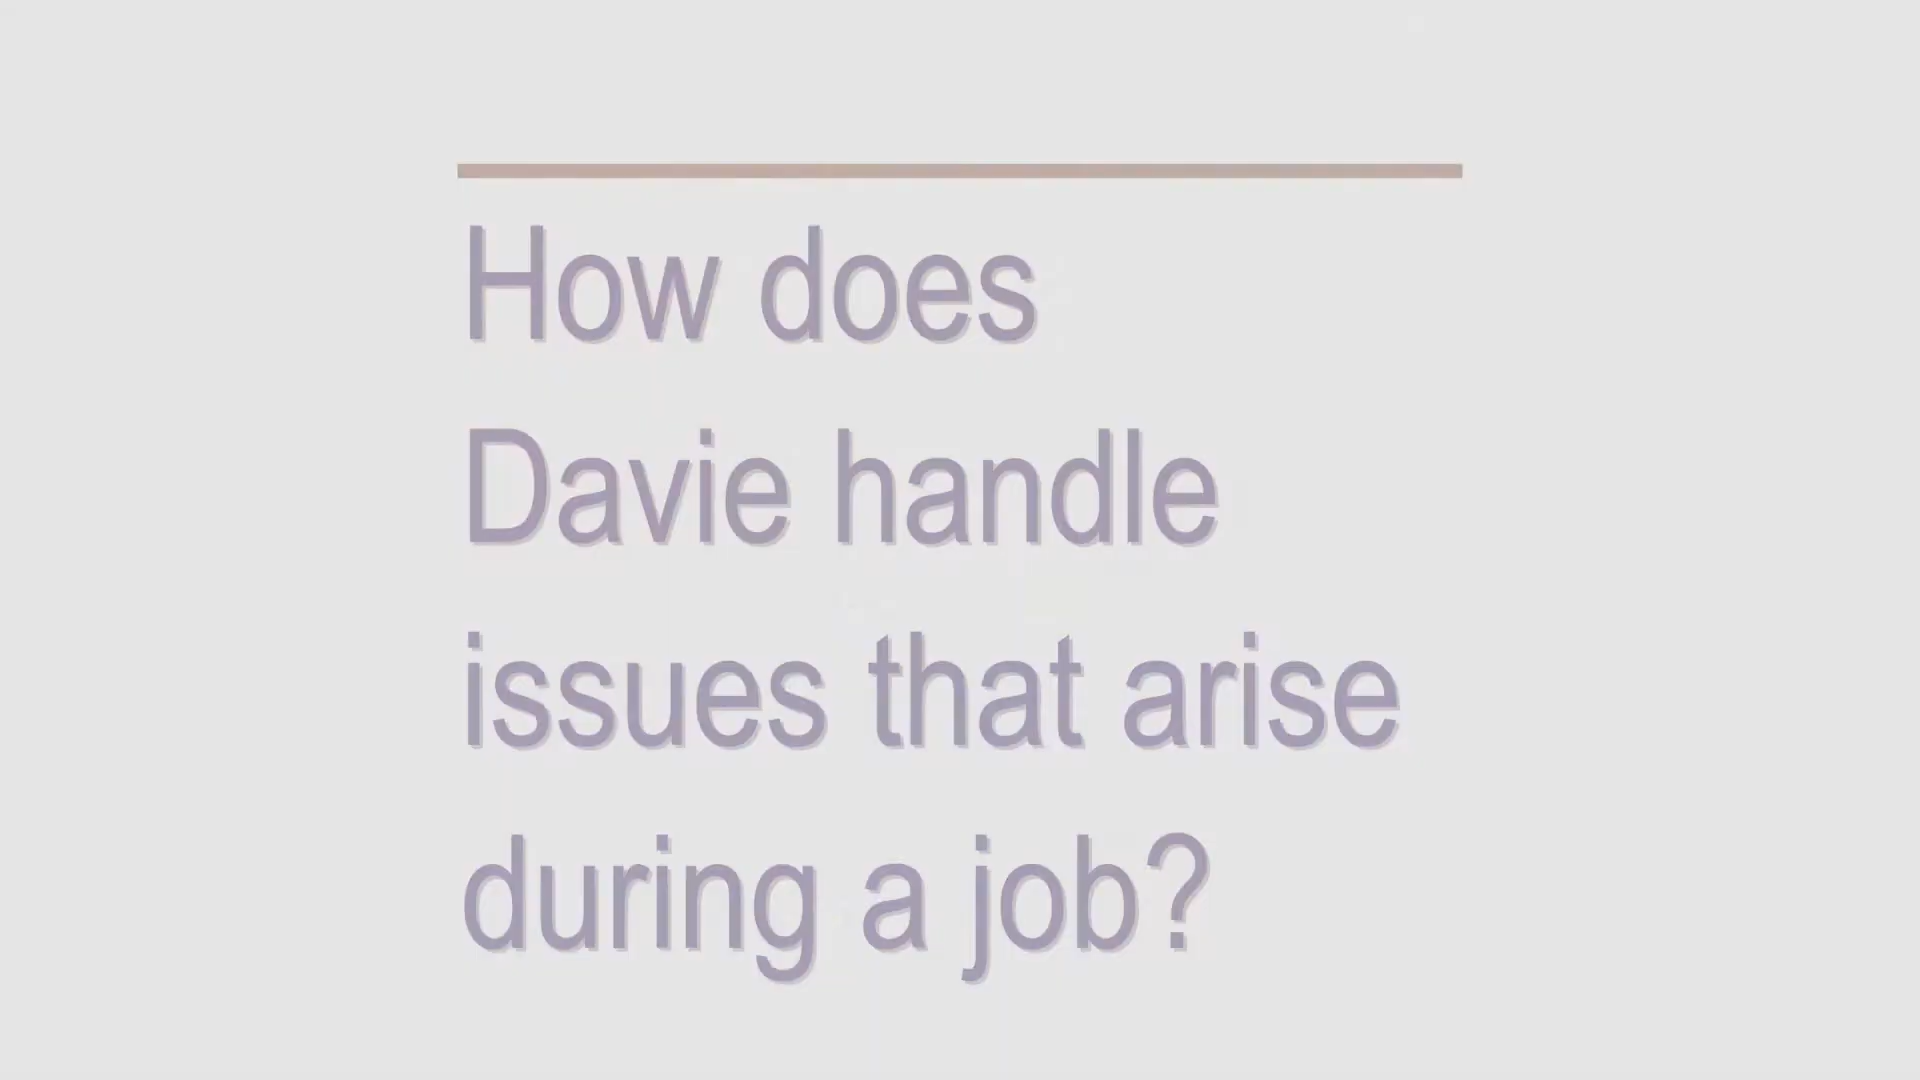 How does
Davie handle
issues that arise
during a job?